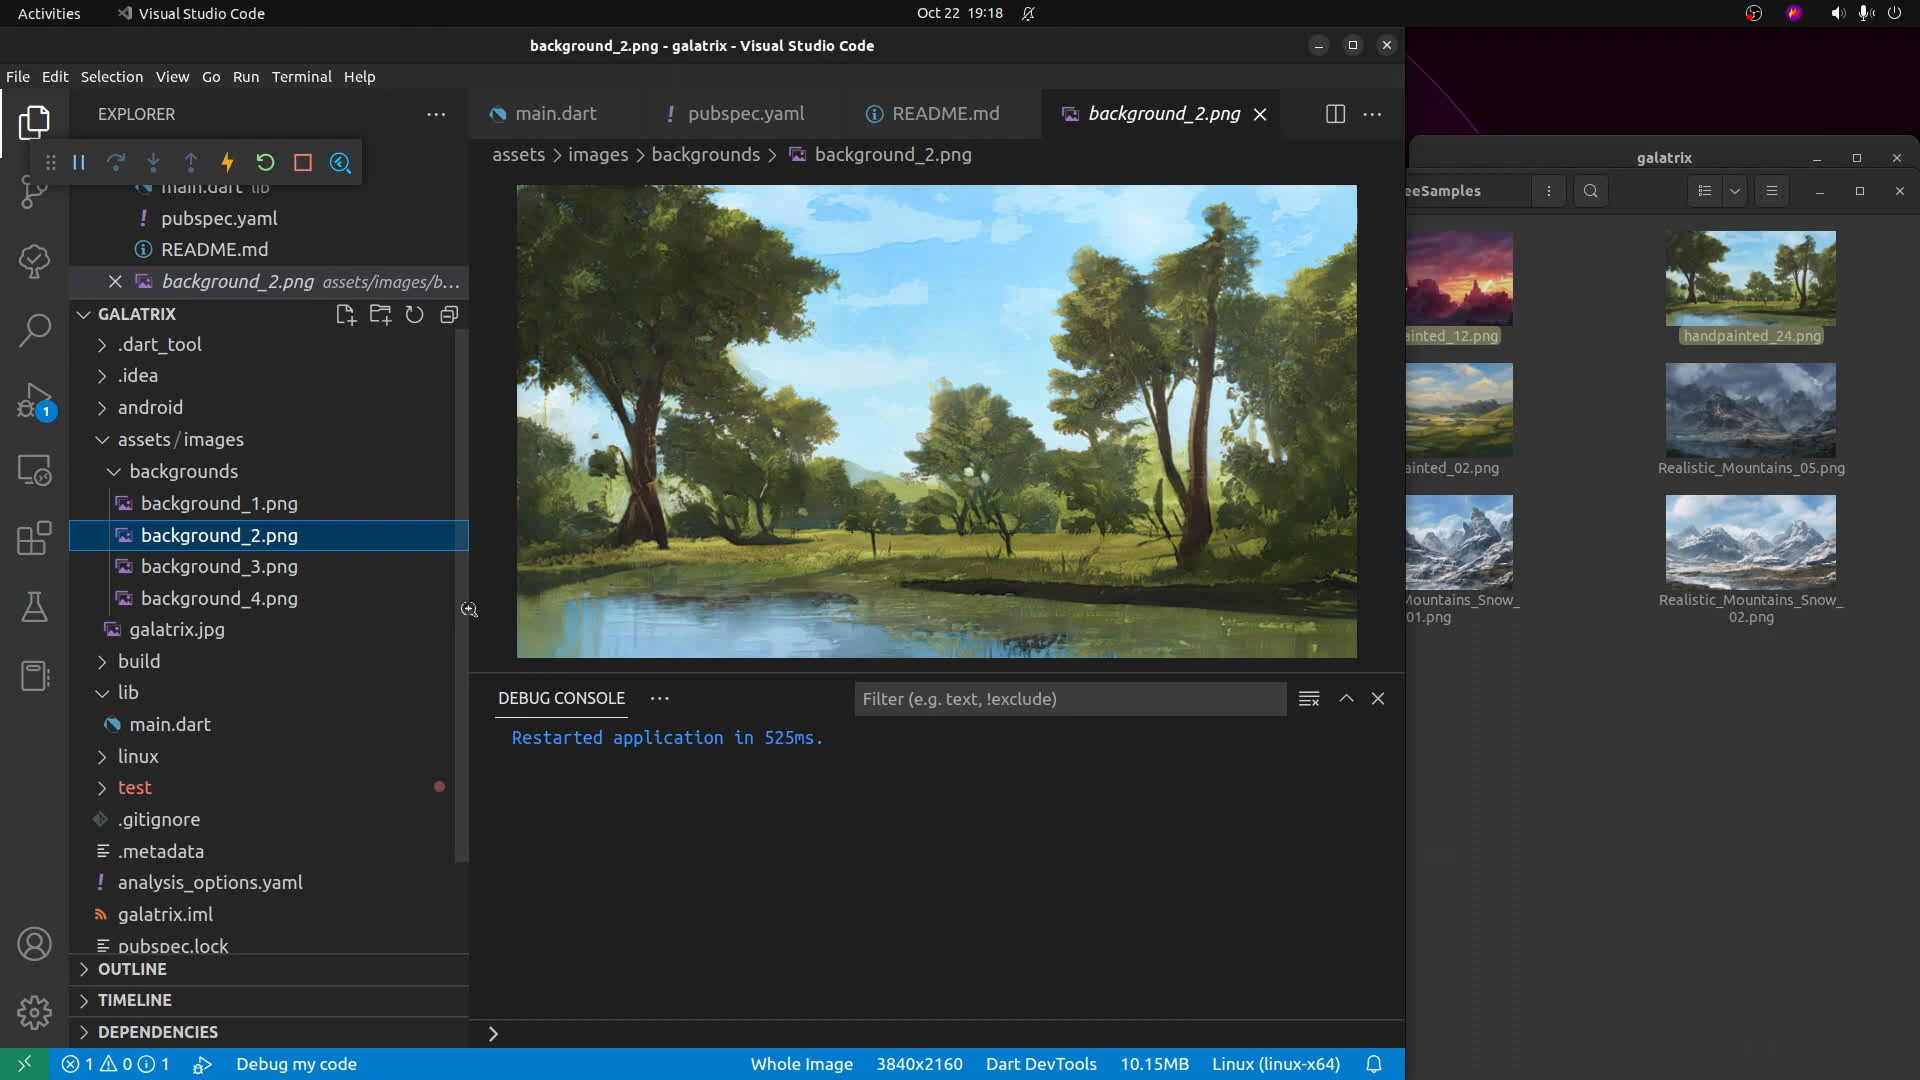 Activities
Visual Studio Code
Oct 22 19:18
background_2.png - galatrix - Visual Studio Code
File Edit Selection View Go Run Terminal Help
EXPLORER
main.dart
pubspec.yaml
README.md
background_2.png
assets > images > backgrounds > background_2.png
main.dart lib
pubspec.yaml
README.md
background_2.png assets/images/b...
GALATRIX
.dart_tool
.idea
android
assets / images
backgrounds
background_1.png
background_2.png
background_3.png
background_4.png
galatrix.jpg
build
lib
main.dart
linux
test
.gitignore
.metadata
analysis_options.yaml
galatrix.iml
pubspec.lock
OUTLINE
TIMELINE
DEPENDENCIES
1
DEBUG CONSOLE
Filter (e.g. text, !exclude)
Restarted application in 525ms.
1 0 1
Debug my code
Whole Image
3840x2160
Dart DevTools
10.15MB
Linux (linux-x64)
galatrix
eeSamples
ainted_12.png
handpainted_24.png
ainted_02.png
Realistic_Mountains_05.png
Mountains_Snow_
01.png
Realistic_Mountains_Snow_
02.png